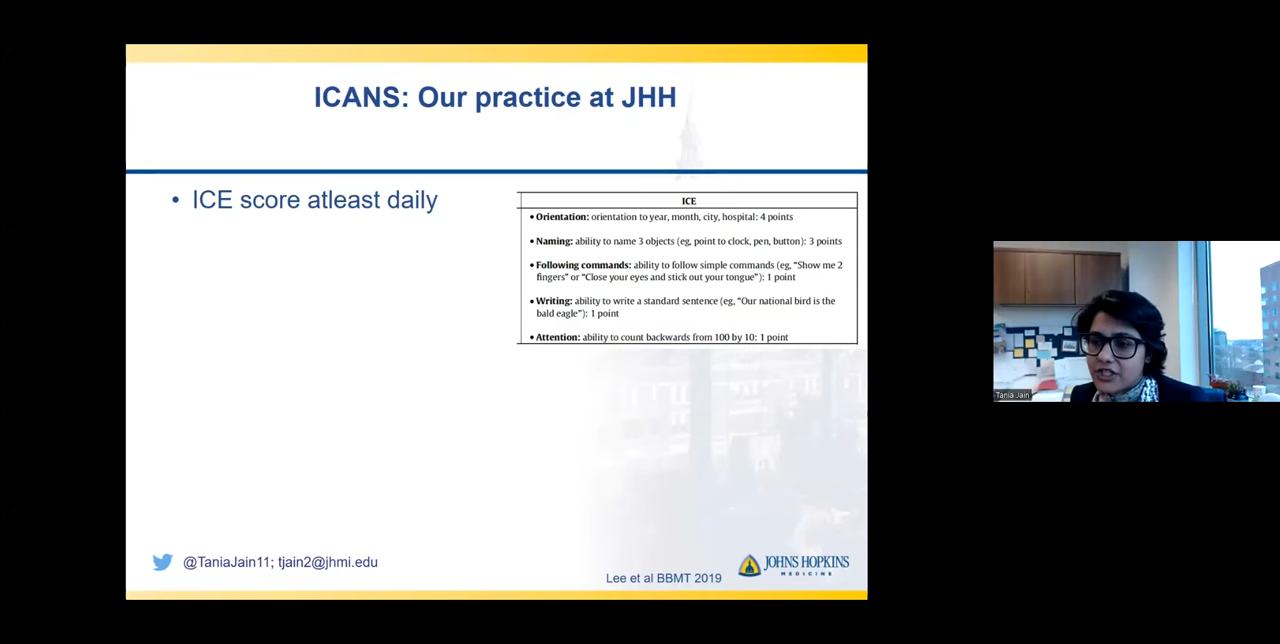 ICANS: Our practice at JHH
• ICE score atleast daily
ICE
• Orientation: orientation to year, month, city, hospital: 4 points
• Naming: ability to name 3 objects (eg, point to clock, pen, button): 3 points
• Following commands: ability to follow simple commands (eg, "Show me 2
fingers" or "Close your eyes and stick out your tongue"): 1 point
• Writing: ability to write a standard sentence (eg, "Our national bird is the
bald eagle"): 1 point
• Attention: ability to count backwards from 100 by 10: 1 point
@TaniaJain11; tjain2@jhmi.edu
Lee et al BBMT 2019
JOHNS HOPKINS
MEDICINE
Tania Jain